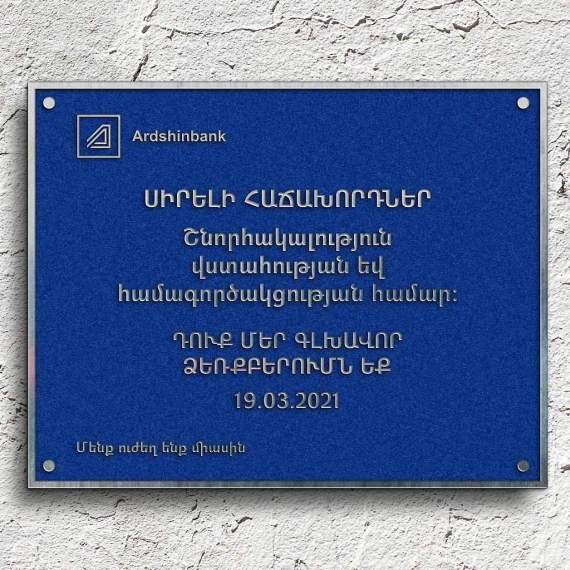 Ardshinbank
ՍԻՐԵԼԻ ՀԱՃԱԽՈՐԴՆԵՐ
Շնորհակալություն
վստահության եվ
համագործակցության համար:
ԴՈՒՔ ՄԵՐ ԳԼԽԱՎՈՐ
ՁԵՌՔԲԵՐՈՒՄՆ ԵՔ
19.03.2021
Մենք ուժեղ ենք միասին